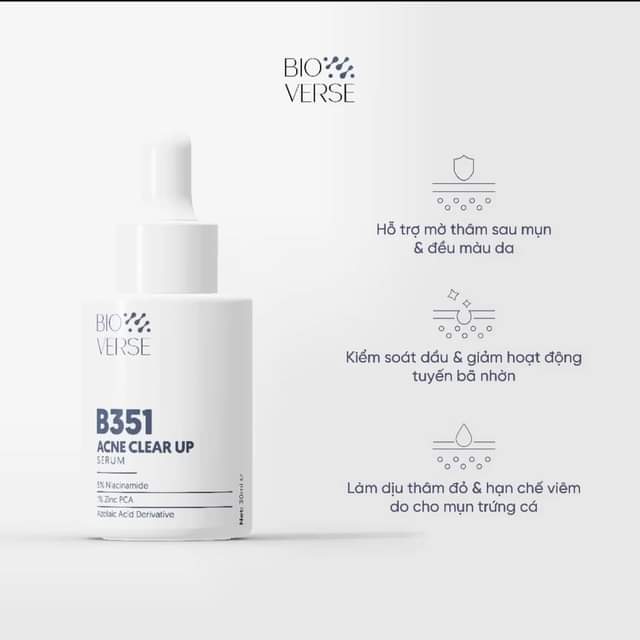 BIO
VERSE
Hỗ trợ mờ thâm sau mụn
& đều màu da
Kiểm soát dầu & giảm hoạt động
tuyến bã nhờn
Làm dịu thâm đỏ & hạn chế viêm
do cho mụn trứng cá
BIO
VERSE
B351
ACNE CLEAR UP
SERUM
5% Niacinamide
1% Zinc PCA
Azelaic Acid Derivative
Net: 30ml ℮